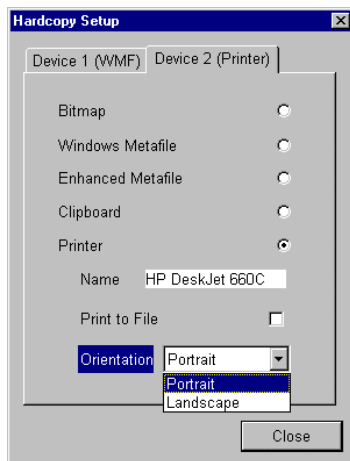 Hardcopy Setup
Device 1 (WMF) Device 2 (Printer)
Bitmap
Windows Metafile
Enhanced Metafile
Clipboard
Printer
Name HP DeskJet 660C
Print to File
Orientation Portrait
Portrait
Landscape
Close